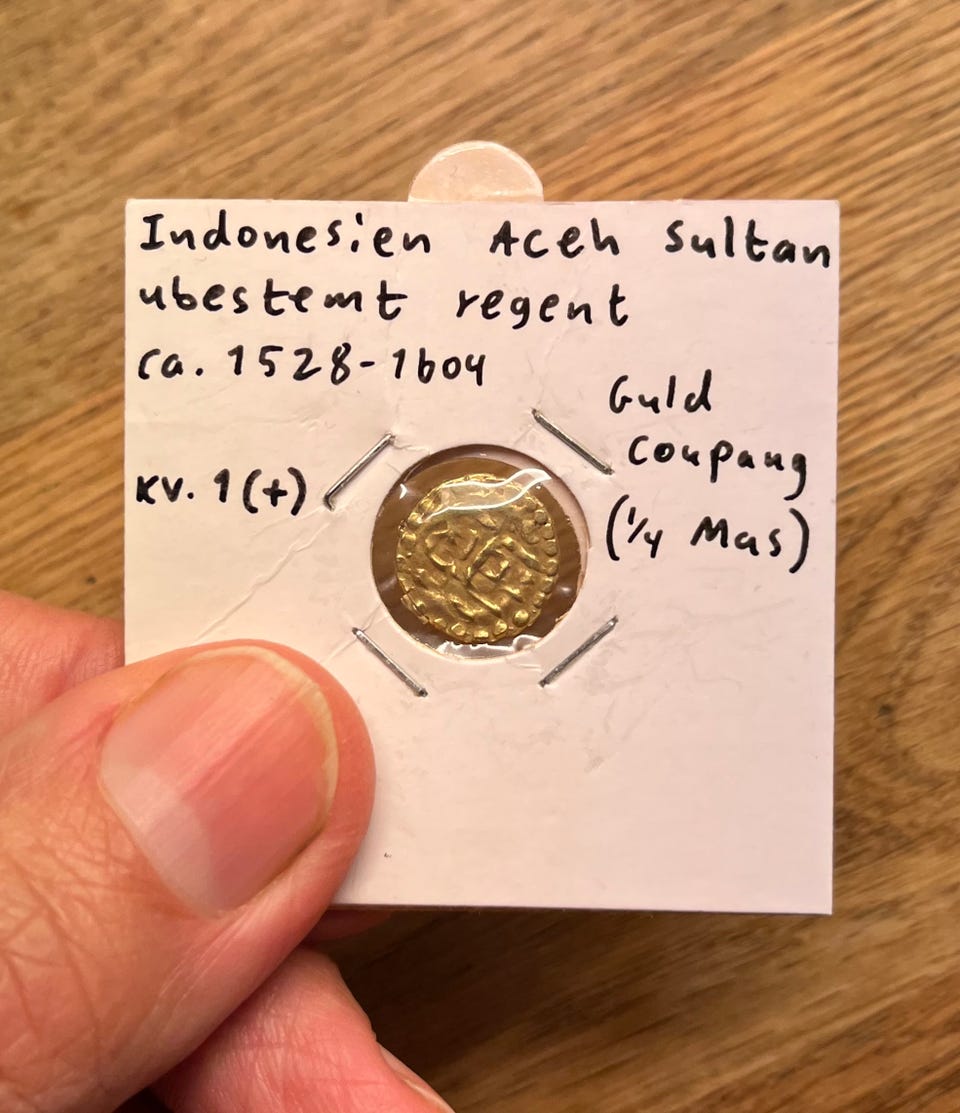 Indonesien Aceh Sultan
ubestemt regent
ca. 1528-1604
Guld
Coupang
KV. 1(+)
(1/4 Mas)